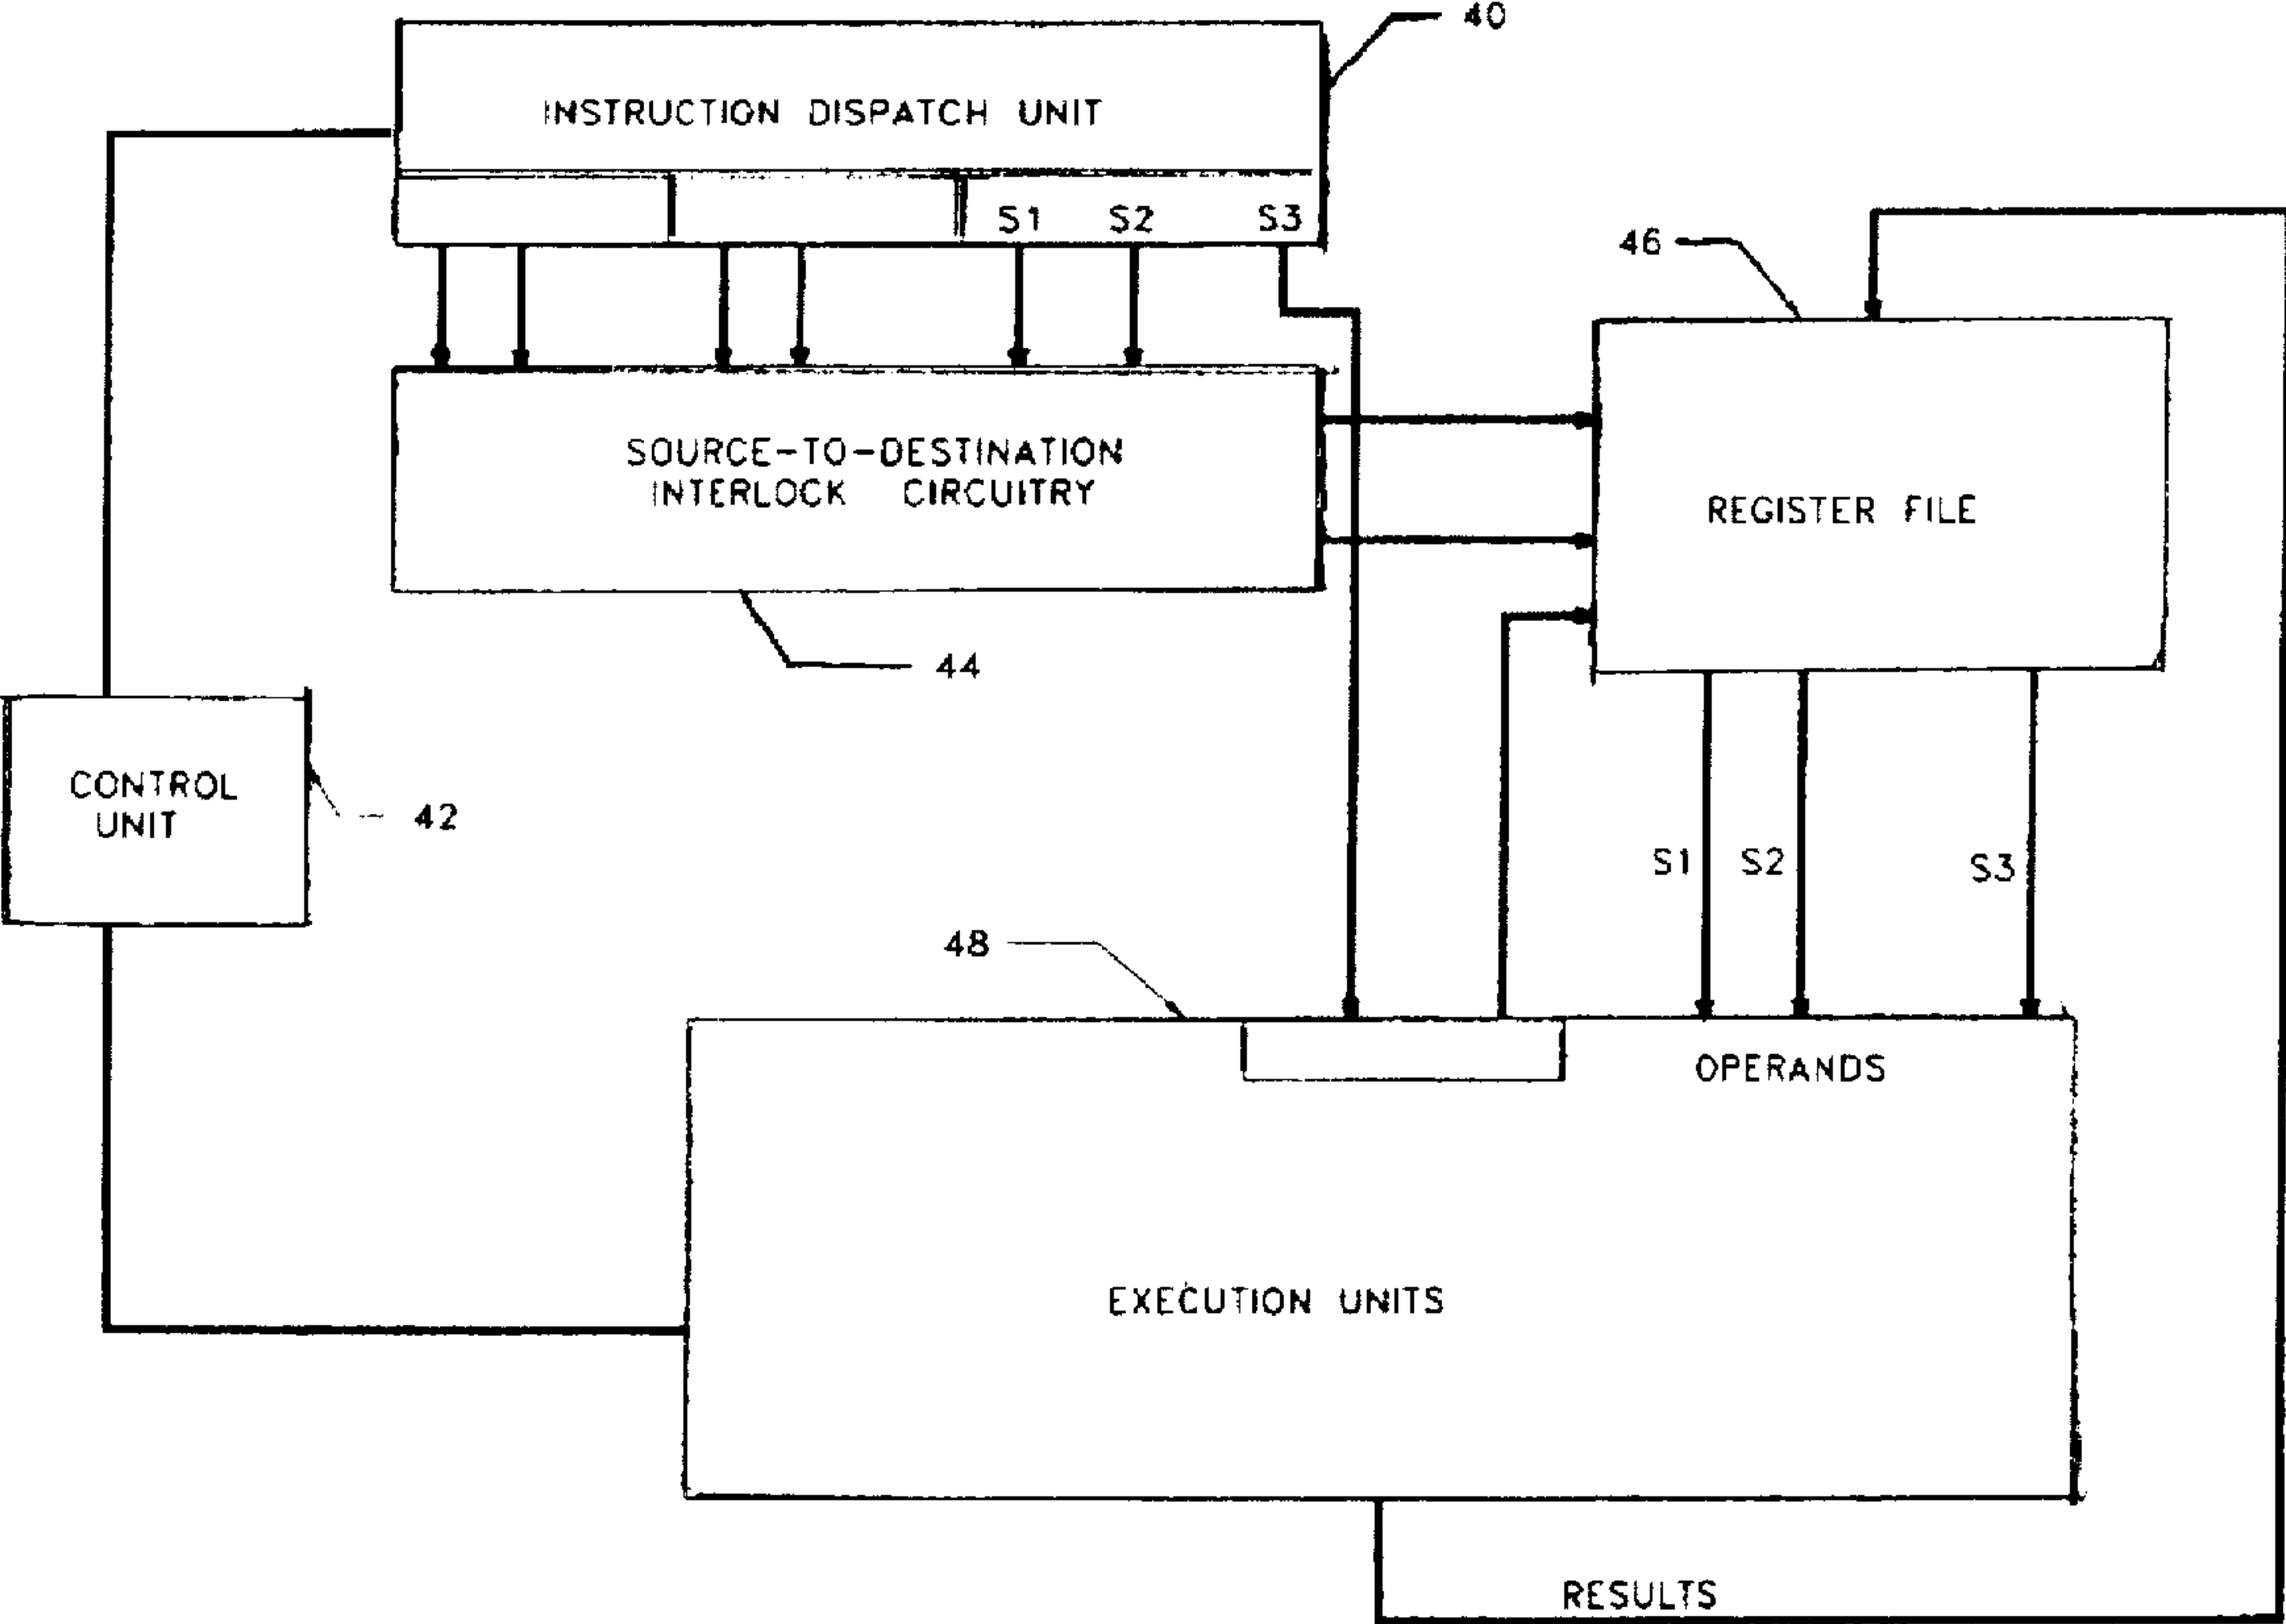 40
INSTRUCTION DISPATCH UNIT
S1 S2 S3
46
SOURCE-TO-DESTINATION
INTERLOCK CIRCUITRY
REGISTER FILE
44
CONTROL
UNIT
42
S1 S2 S3
48
OPERANDS
EXECUTION UNITS
RESULTS